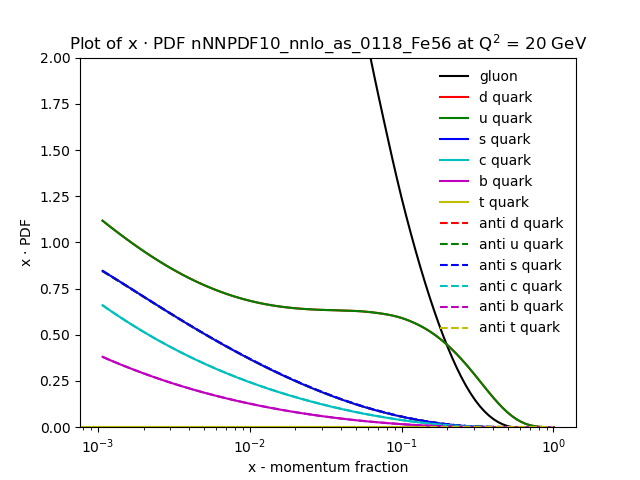 Plot of x · PDF nNNPDF10_nnlo_as_0118_Fe56 at Q² = 20 GeV
2.00
1.75
1.50
1.25
1.00
0.75
0.50
0.25
0.00
x · PDF
gluon
d quark
u quark
s quark
c quark
b quark
t quark
anti d quark
anti u quark
anti s quark
anti c quark
anti b quark
anti t quark
10⁻³ 10⁻² 10⁻¹ 10⁰
x - momentum fraction